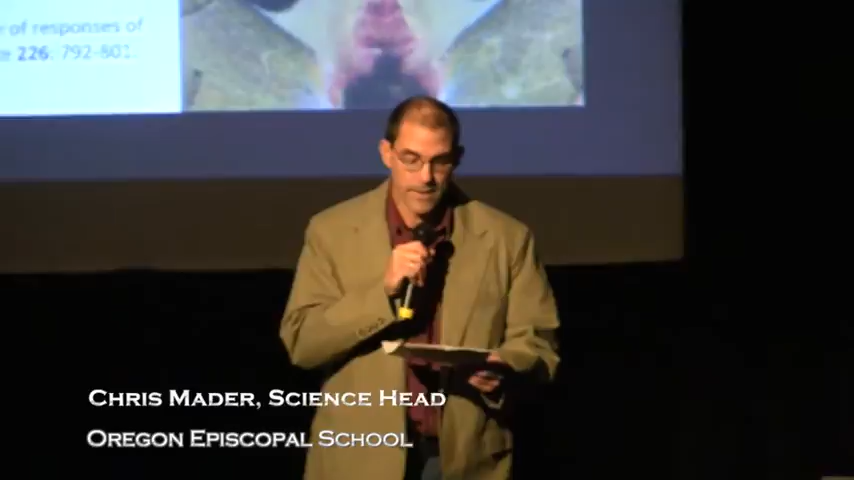 e of responses of
e 226: 792-801.
Chris Mader, Science Head
Oregon Episcopal School